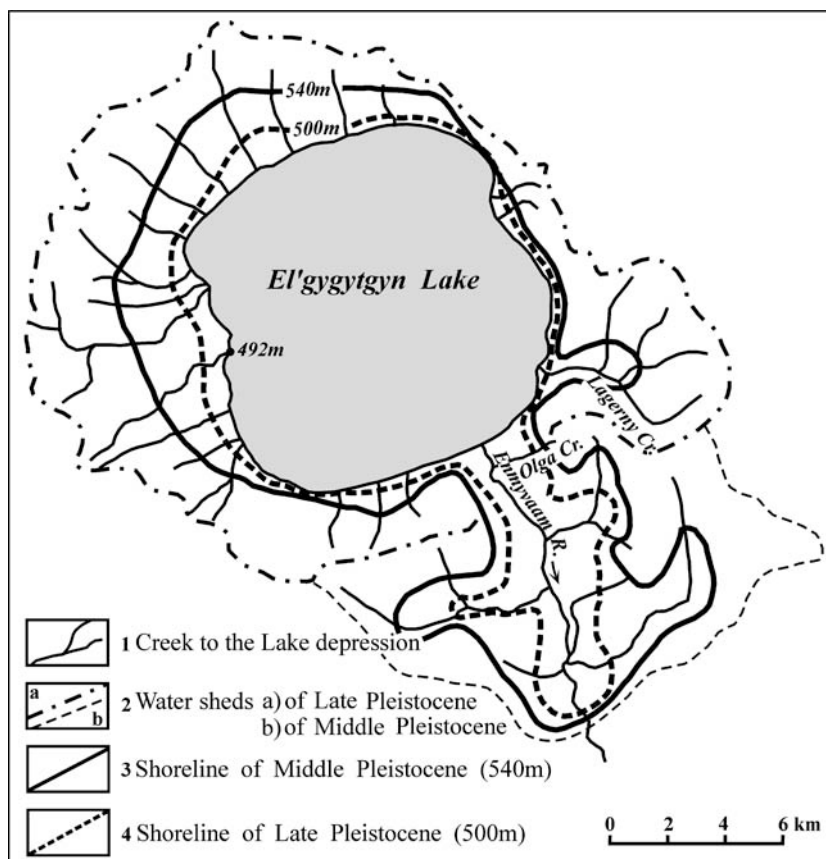 540m
500m
El'gygytgyn Lake
492m
Lagerny Cr.
Olga Cr.
Enmyvaam R.
1 Creek to the Lake depression
a
b
2 Water sheds a) of Late Pleistocene
b) of Middle Pleistocene
3 Shoreline of Middle Pleistocene (540m)
4 Shoreline of Late Pleistocene (500m)
0 2 4 6 km